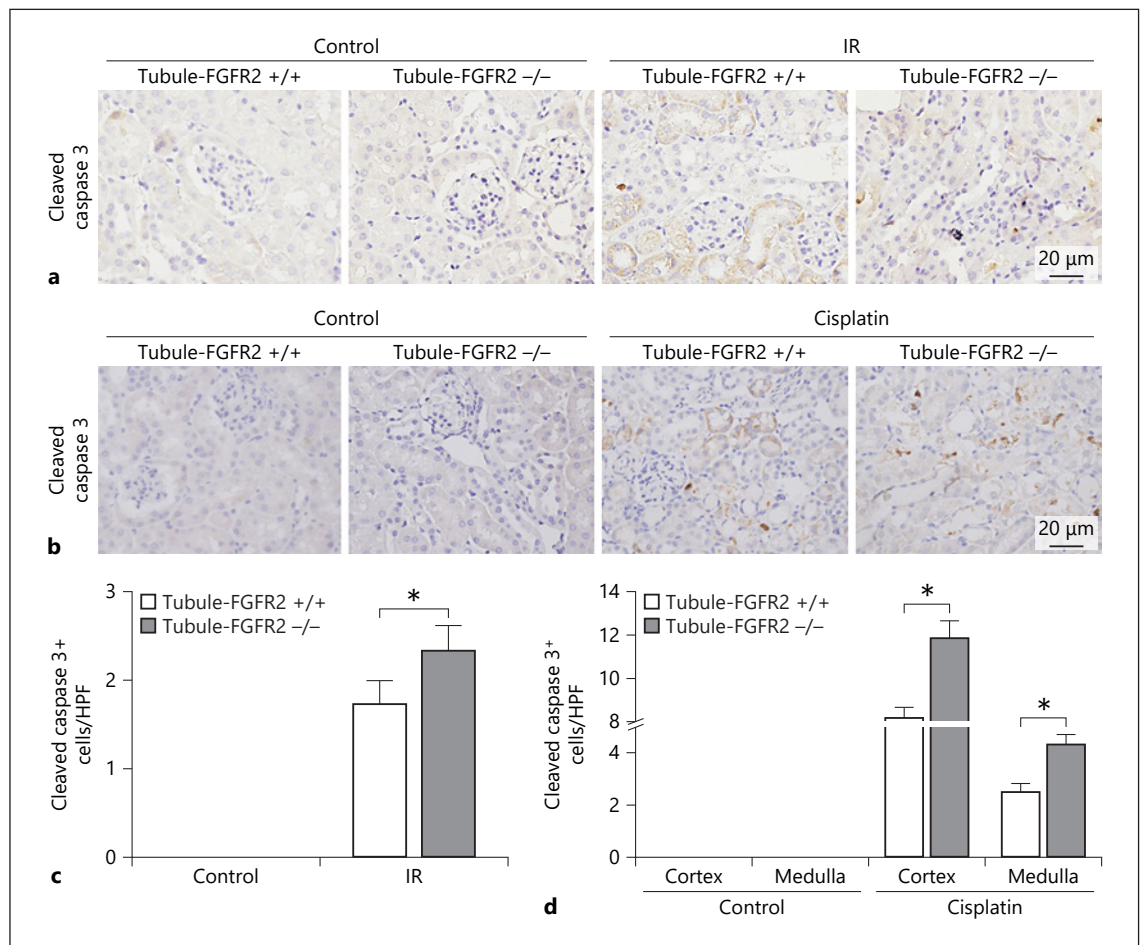 Control
IR
Tubule-FGFR2 +/+
Tubule-FGFR2 –/–
Tubule-FGFR2 +/+
Tubule-FGFR2 –/–
Cleaved
caspase 3
20 µm
a
Control
Cisplatin
Tubule-FGFR2 +/+
Tubule-FGFR2 –/–
Tubule-FGFR2 +/+
Tubule-FGFR2 –/–
Cleaved
caspase 3
20 µm
b
Cleaved caspase 3+
cells/HPF
3
2
1
0
Tubule-FGFR2 +/+
Tubule-FGFR2 –/–
*
Control
IR
c
Cleaved caspase 3⁺
cells/HPF
14
12
10
8
4
2
0
Tubule-FGFR2 +/+
Tubule-FGFR2 –/–
*
*
Cortex
Medulla
Cortex
Medulla
Control
Cisplatin
d